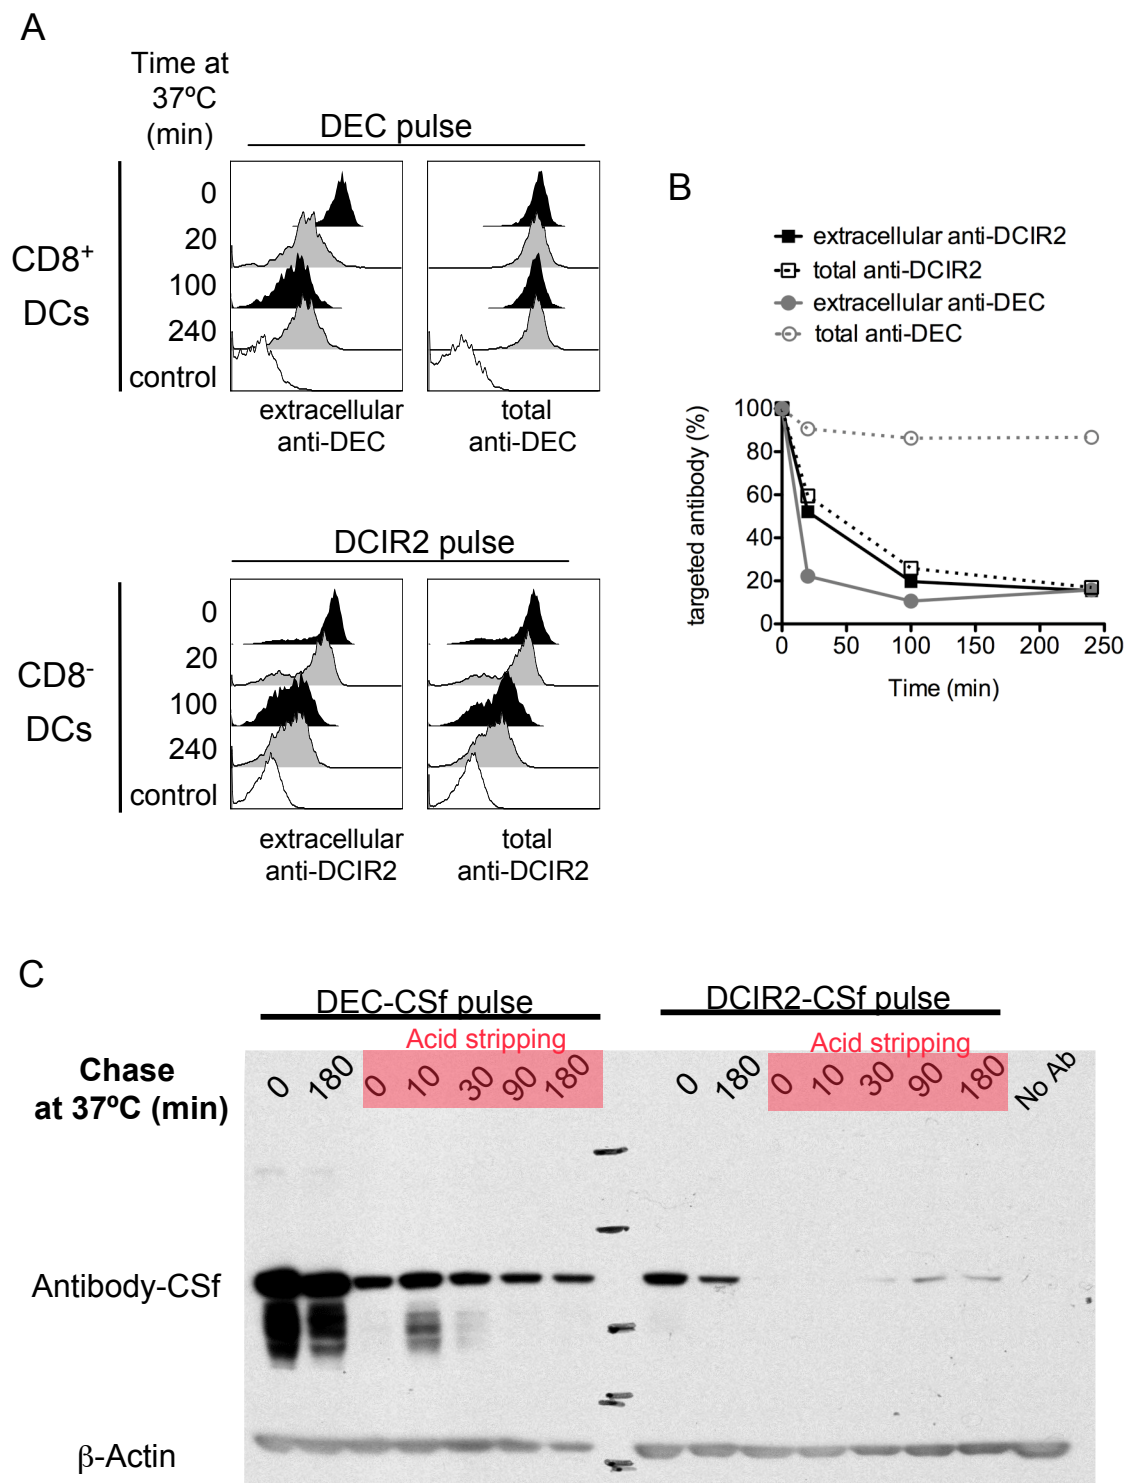 A
Time at
37ºC
(min)
DEC pulse
CD8+
DCs
0
20
100
240
control
extracellular
anti-DEC
total
anti-DEC
DCIR2 pulse
CD8-
DCs
0
20
100
240
control
extracellular
anti-DCIR2
total
anti-DCIR2
B
extracellular anti-DCIR2
total anti-DCIR2
extracellular anti-DEC
total anti-DEC
targeted antibody (%)
100
80
60
40
20
0
0 50 100 150 200 250
Time (min)
C
DEC-CSf pulse
DCIR2-CSf pulse
Acid stripping
Acid stripping
Chase
at 37ºC (min)
0 180 0 10 30 90 180
0 180 0 10 30 90 180 No Ab
Antibody-CSf
β-Actin